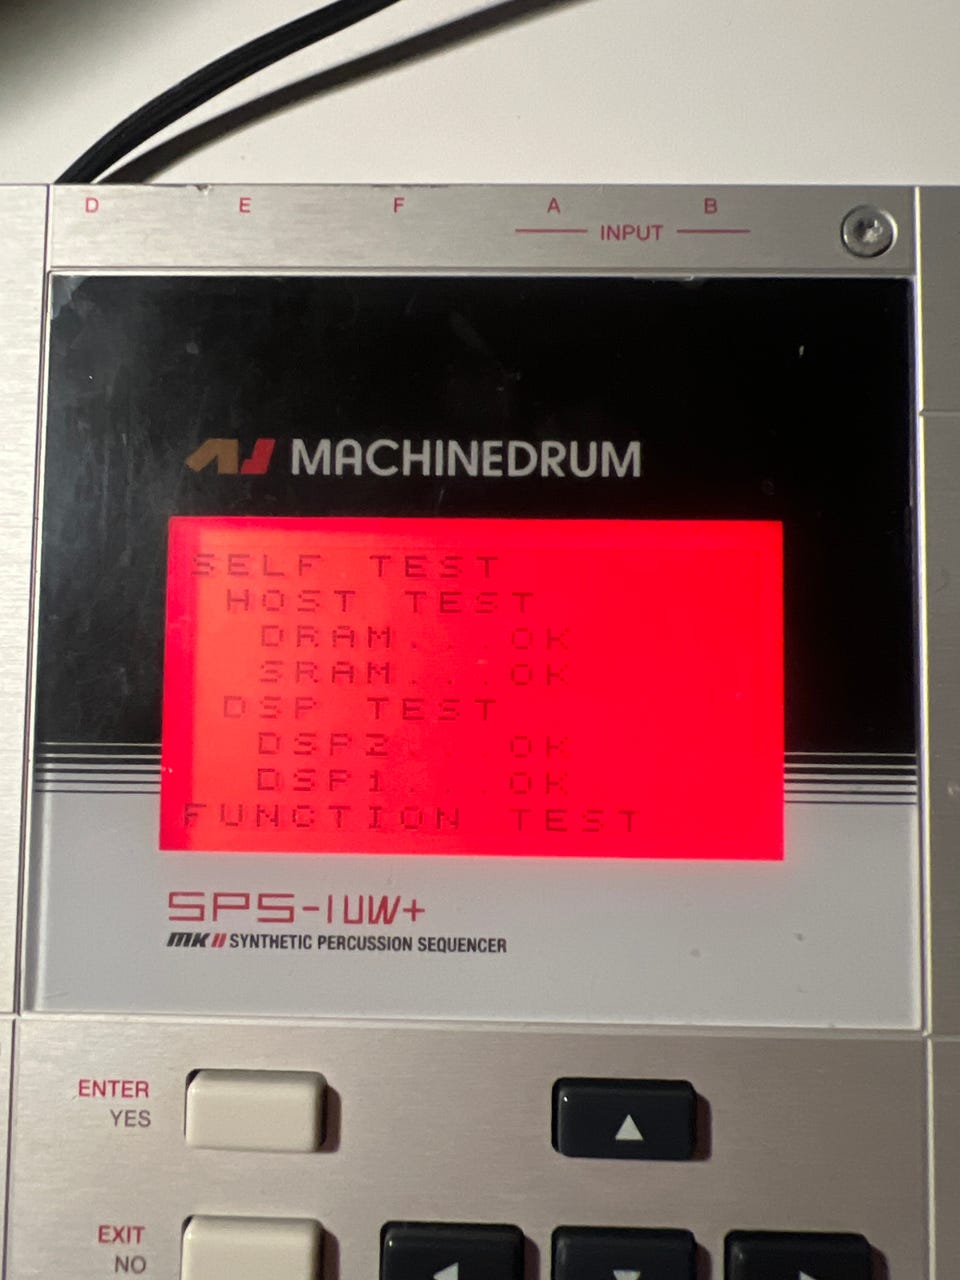 D E F A B
INPUT
MACHINEDRUM
SELF TEST
HOST TEST
DRAM...OK
SRAM...OK
DSP TEST
DSP2...OK
DSP1...OK
FUNCTION TEST
SPS-1UW+
MKII SYNTHETIC PERCUSSION SEQUENCER
ENTER
YES
EXIT
NO